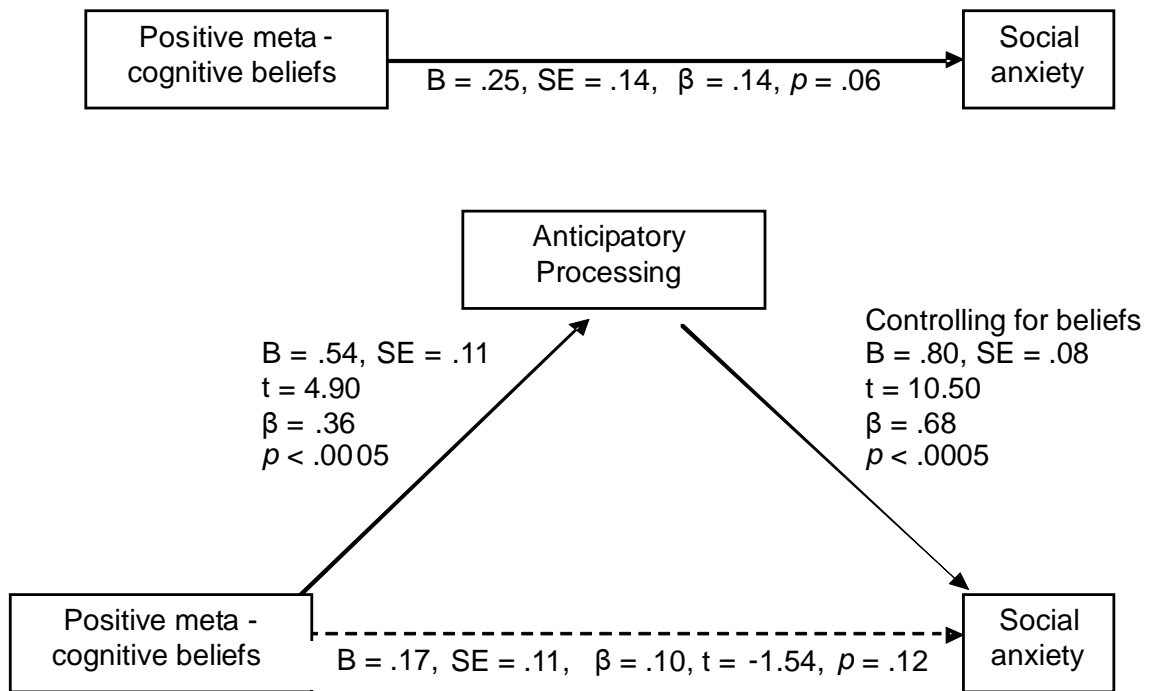 Positive meta -
cognitive beliefs
Social
anxiety
B = .25, SE = .14, β = .14, p = .06
Anticipatory
Processing
B = .54, SE = .11
t = 4.90
β = .36
p < .0005
Controlling for beliefs
B = .80, SE = .08
t = 10.50
β = .68
p < .0005
Positive meta -
cognitive beliefs
Social
anxiety
B = .17, SE = .11, β = .10, t = -1.54, p = .12